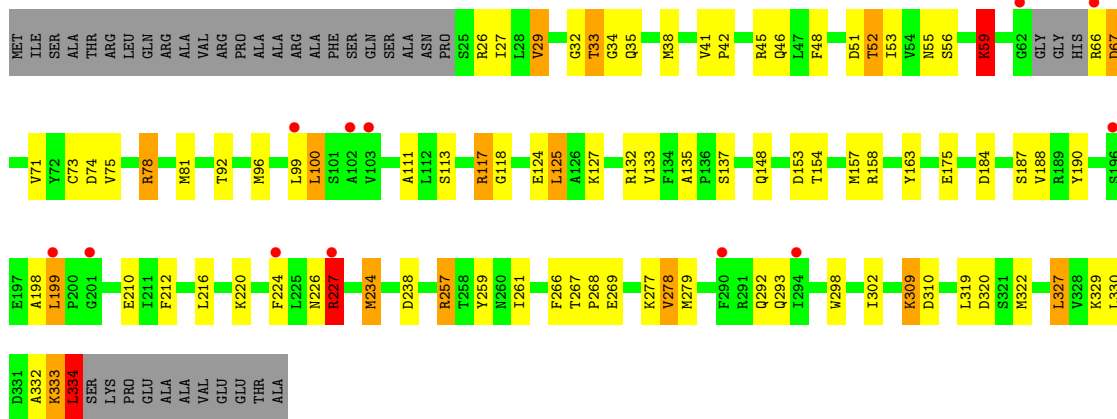 MET ILE SER ALA THR ARG LEU GLN ARG ALA VAL ARG PRO ALA ALA ALA ARG ALA PHE SER GLN SER SER ALA ASN PRO S25 R26 I27 L28 V29 G32 T33 G34 Q35 M38 V41 P42 R45 Q46 L47 F48 D51 T52 I53 V54 N55 S56 K59 G62 GLY GLY HIS R66 D67
V71 Y72 C73 D74 V75 R78 M81 T92 M96 L99 L100 S101 A102 V103 A111 L112 S113 R117 G118 E124 L125 A126 K127 R132 V133 F134 A135 P136 S137 Q148 D153 T154 M157 R158 Y163 E175 D184 S187 V188 R189 Y190 S196
E197 A198 L199 P200 G201 E210 I211 F212 L216 K220 F224 L225 N226 R227 M234 D238 R257 T258 Y259 N260 I261 F266 T267 P268 E269 K277 V278 M279 F290 R291 Q292 Q293 I294 W298 I302 K309 D310 L319 D320 S321 M322 L327 V328 K329 L330
D331 A332 K333 L334 SER LYS PRO GLU ALA ALA VAL GLU GLU THR ALA